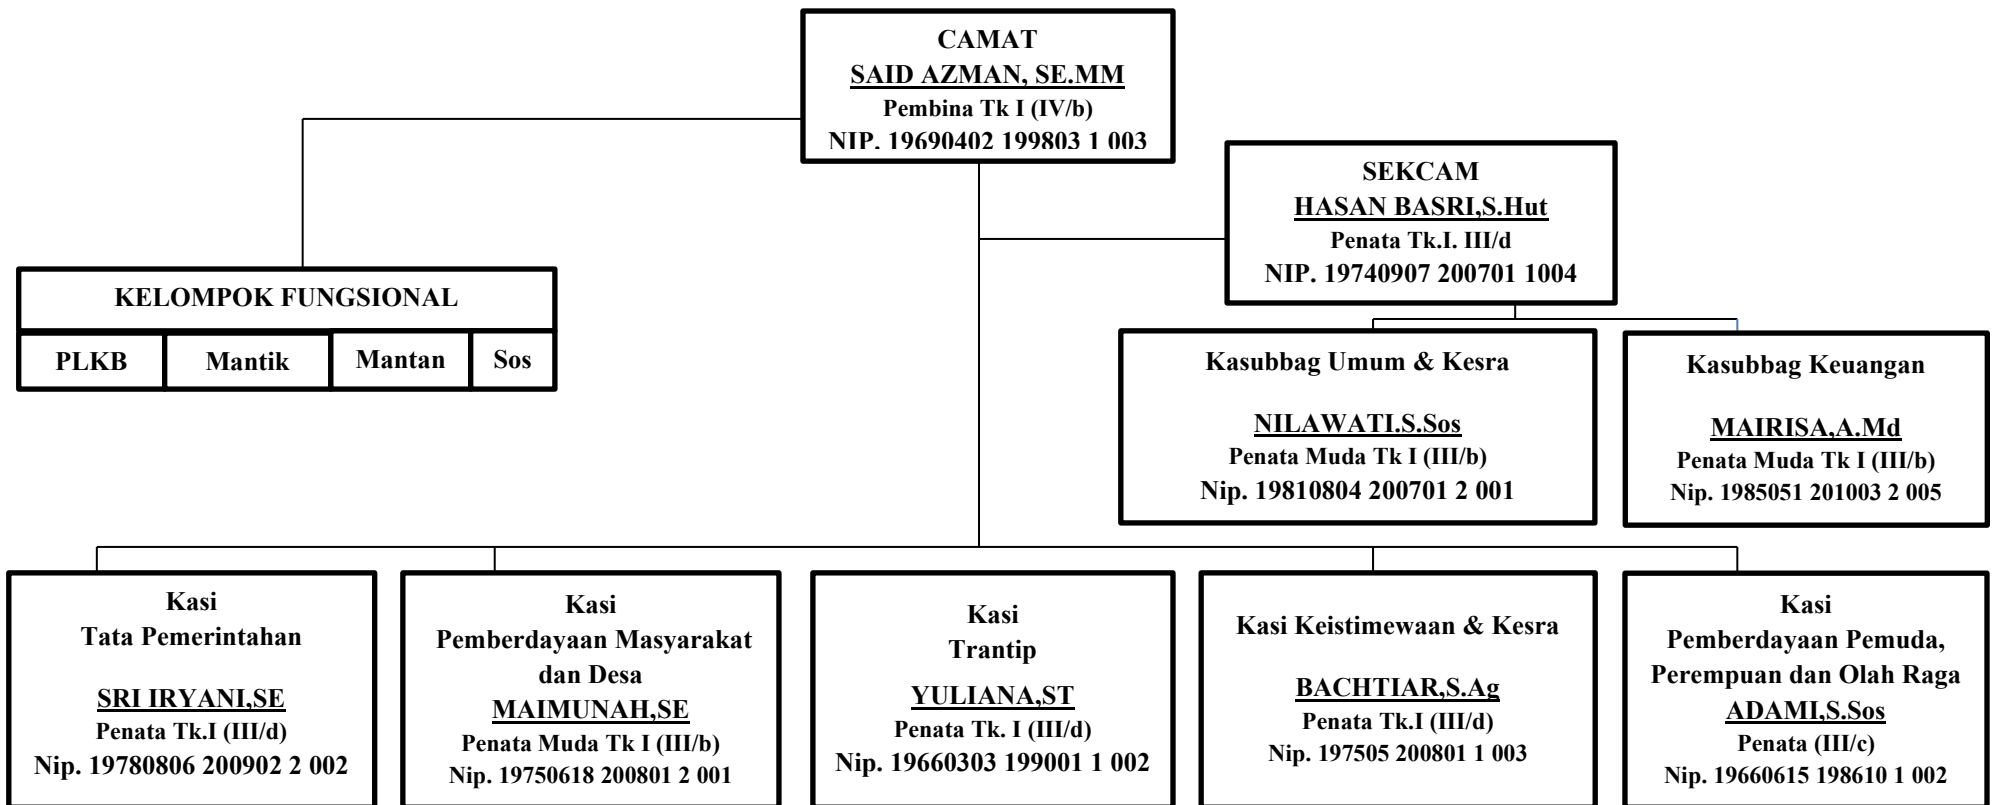 CAMAT
SAID AZMAN, SE.MM
Pembina Tk I (IV/b)
NIP. 19690402 199803 1 003
SEKCAM
HASAN BASRI,S.Hut
Penata Tk.I. III/d
NIP. 19740907 200701 1004
KELOMPOK FUNGSIONAL
PLKB Mantik Mantan Sos
Kasubbag Umum & Kesra
NILAWATI.S.Sos
Penata Muda Tk I (III/b)
Nip. 19810804 200701 2 001
Kasubbag Keuangan
MAIRISA,A.Md
Penata Muda Tk I (III/b)
Nip. 1985051 201003 2 005
Kasi
Tata Pemerintahan
SRI IRYANI,SE
Penata Tk.I (III/d)
Nip. 19780806 200902 2 002
Kasi
Pemberdayaan Masyarakat
dan Desa
MAIMUNAH,SE
Penata Muda Tk I (III/b)
Nip. 19750618 200801 2 001
Kasi
Trantip
YULIANA,ST
Penata Tk. I (III/d)
Nip. 19660303 199001 1 002
Kasi Keistimewaan & Kesra
BACHTIAR,S.Ag
Penata Tk.I (III/d)
Nip. 197505 200801 1 003
Kasi
Pemberdayaan Pemuda,
Perempuan dan Olah Raga
ADAMI,S.Sos
Penata (III/c)
Nip. 19660615 198610 1 002